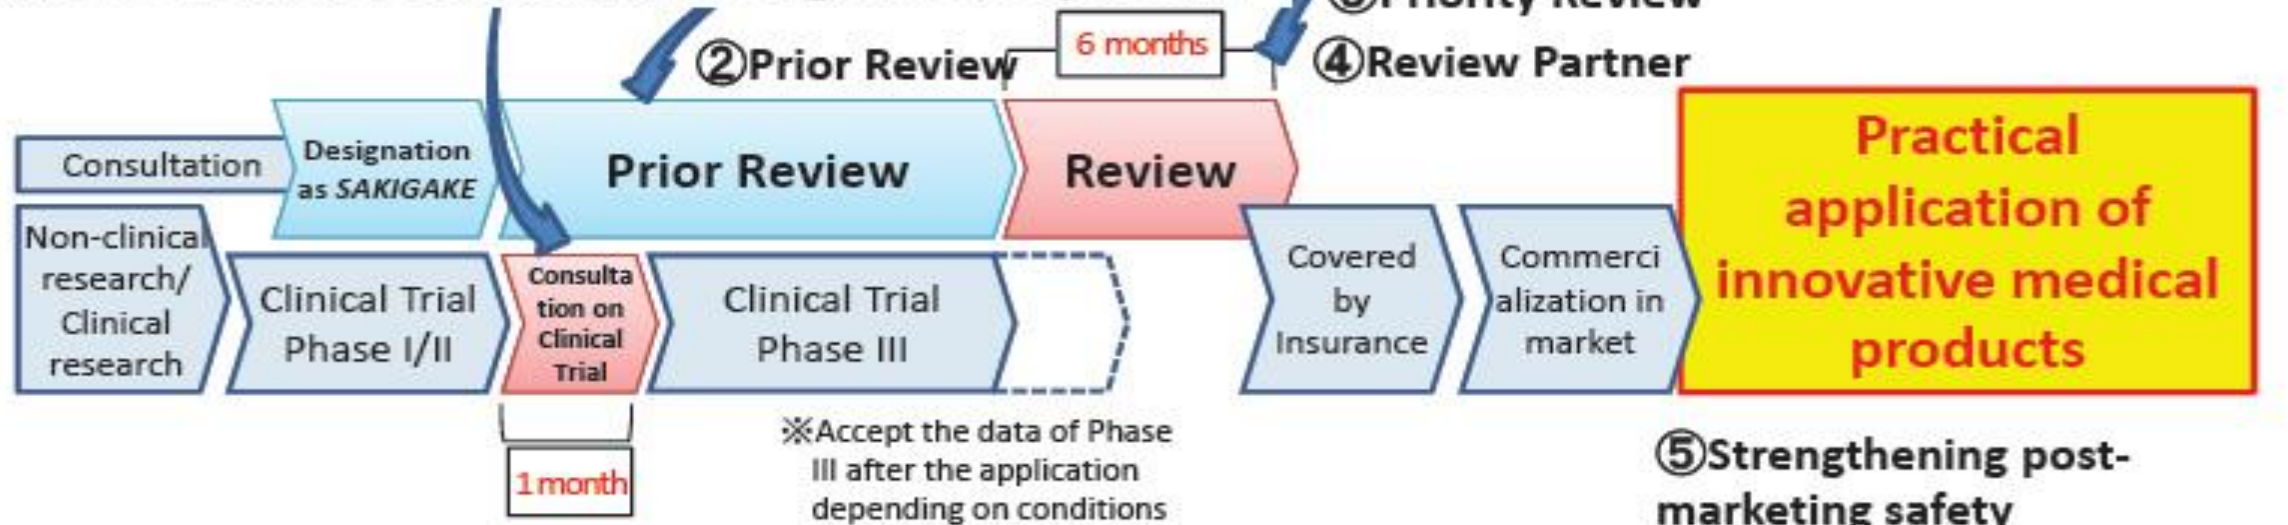 ③Priority Review
②Prior Review
6 months
④Review Partner
Consultation
Designation
as SAKIGAKE
Prior Review
Review
Practical
application of
innovative medical
products
Non-clinical
research/
Clinical
research
Clinical Trial
Phase I/II
Consulta
tion on
Clinical
Trial
Clinical Trial
Phase III
Covered
by
Insurance
Commerci
alization in
market
1 month
※Accept the data of Phase
III after the application
depending on conditions
⑤Strengthening post-
marketing safety